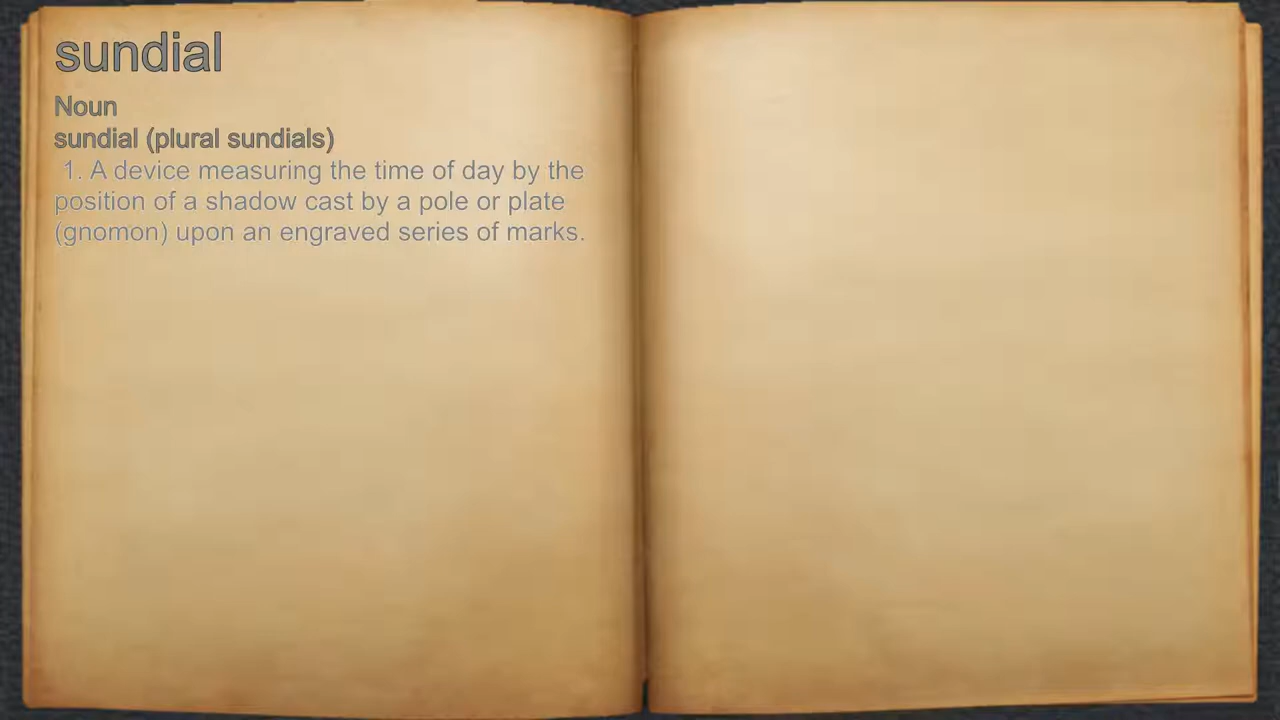 sundial
Noun
sundial (plural sundials)
1. A device measuring the time of day by the
position of a shadow cast by a pole or plate
(gnomon) upon an engraved series of marks.